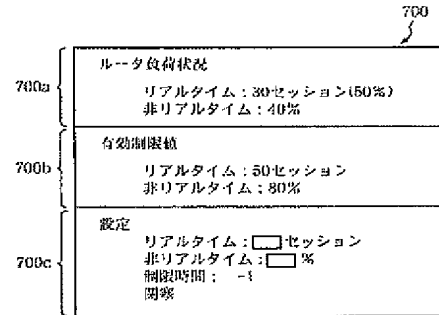 700
700a
ルータ負荷状況
リアルタイム：30セッション(50%)
非リアルタイム：40%
700b
有効制限値
リアルタイム：50セッション
非リアルタイム：80%
700c
設定
リアルタイム：セッション
非リアルタイム：%
制限時間：
閉塞